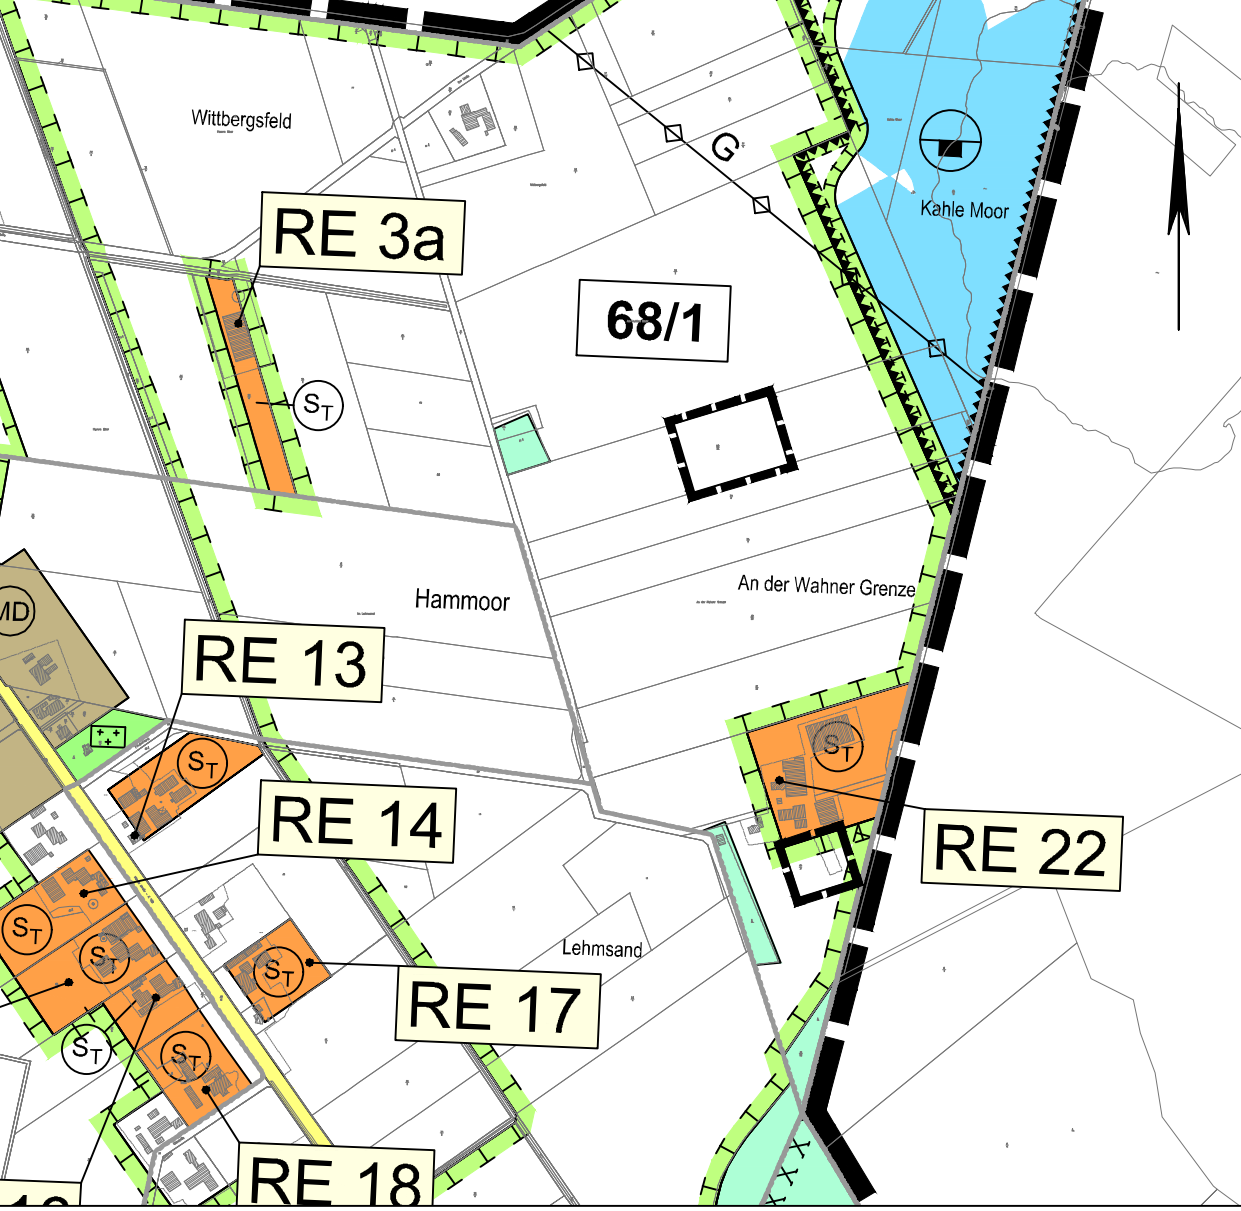 Wittbergsfeld
G
Kahle Moor
RE 3a
68/1
ST
An der Wahner Grenze
Hammoor
MD
RE 13
ST
ST
RE 14
RE 22
ST
ST
Lehmsand
ST
RE 17
ST
ST
RE 18